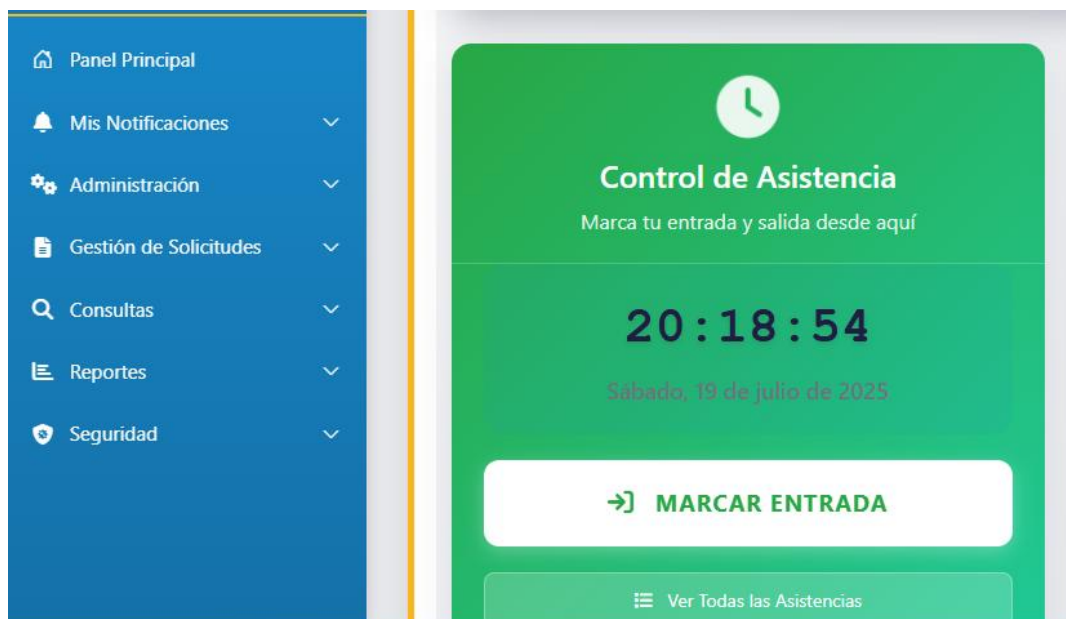 Panel Principal
Mis Notificaciones
Administración
Gestión de Solicitudes
Consultas
Reportes
Seguridad
Control de Asistencia
Marca tu entrada y salida desde aquí
20:18:54
Sábado, 19 de julio de 2025
MARCAR ENTRADA
Ver Todas las Asistencias